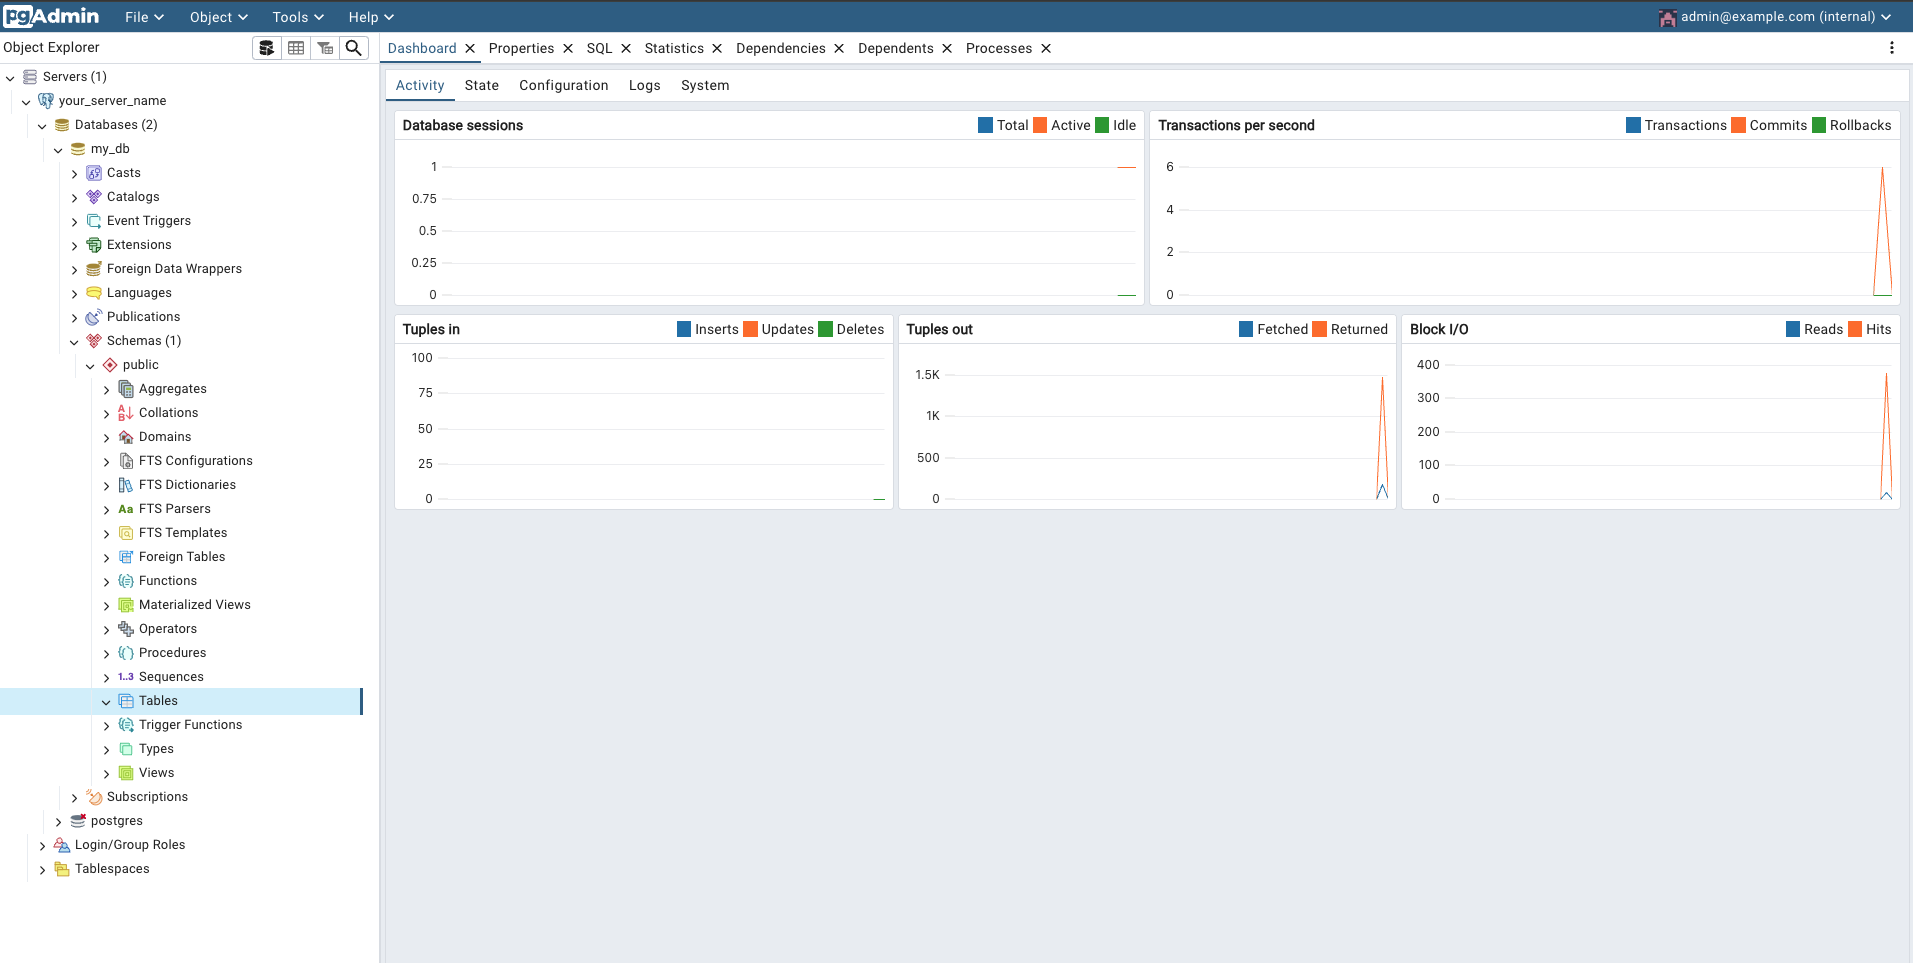 pgAdmin File Object Tools Help admin@example.com (internal)
Object Explorer
Servers (1)
your_server_name
Databases (2)
my_db
Casts
Catalogs
Event Triggers
Extensions
Foreign Data Wrappers
Languages
Publications
Schemas (1)
public
Aggregates
Collations
Domains
FTS Configurations
FTS Dictionaries
Aa FTS Parsers
FTS Templates
Foreign Tables
Functions
Materialized Views
Operators
Procedures
1..3 Sequences
Tables
Trigger Functions
Types
Views
Subscriptions
postgres
Login/Group Roles
Tablespaces
Dashboard Properties SQL Statistics Dependencies Dependents Processes
Activity State Configuration Logs System
Database sessions Total Active Idle
1
0.75
0.5
0.25
0
Transactions per second Transactions Commits Rollbacks
6
4
2
0
Tuples in Inserts Updates Deletes
100
75
50
25
0
Tuples out Fetched Returned
1.5K
1K
500
0
Block I/O Reads Hits
400
300
200
100
0